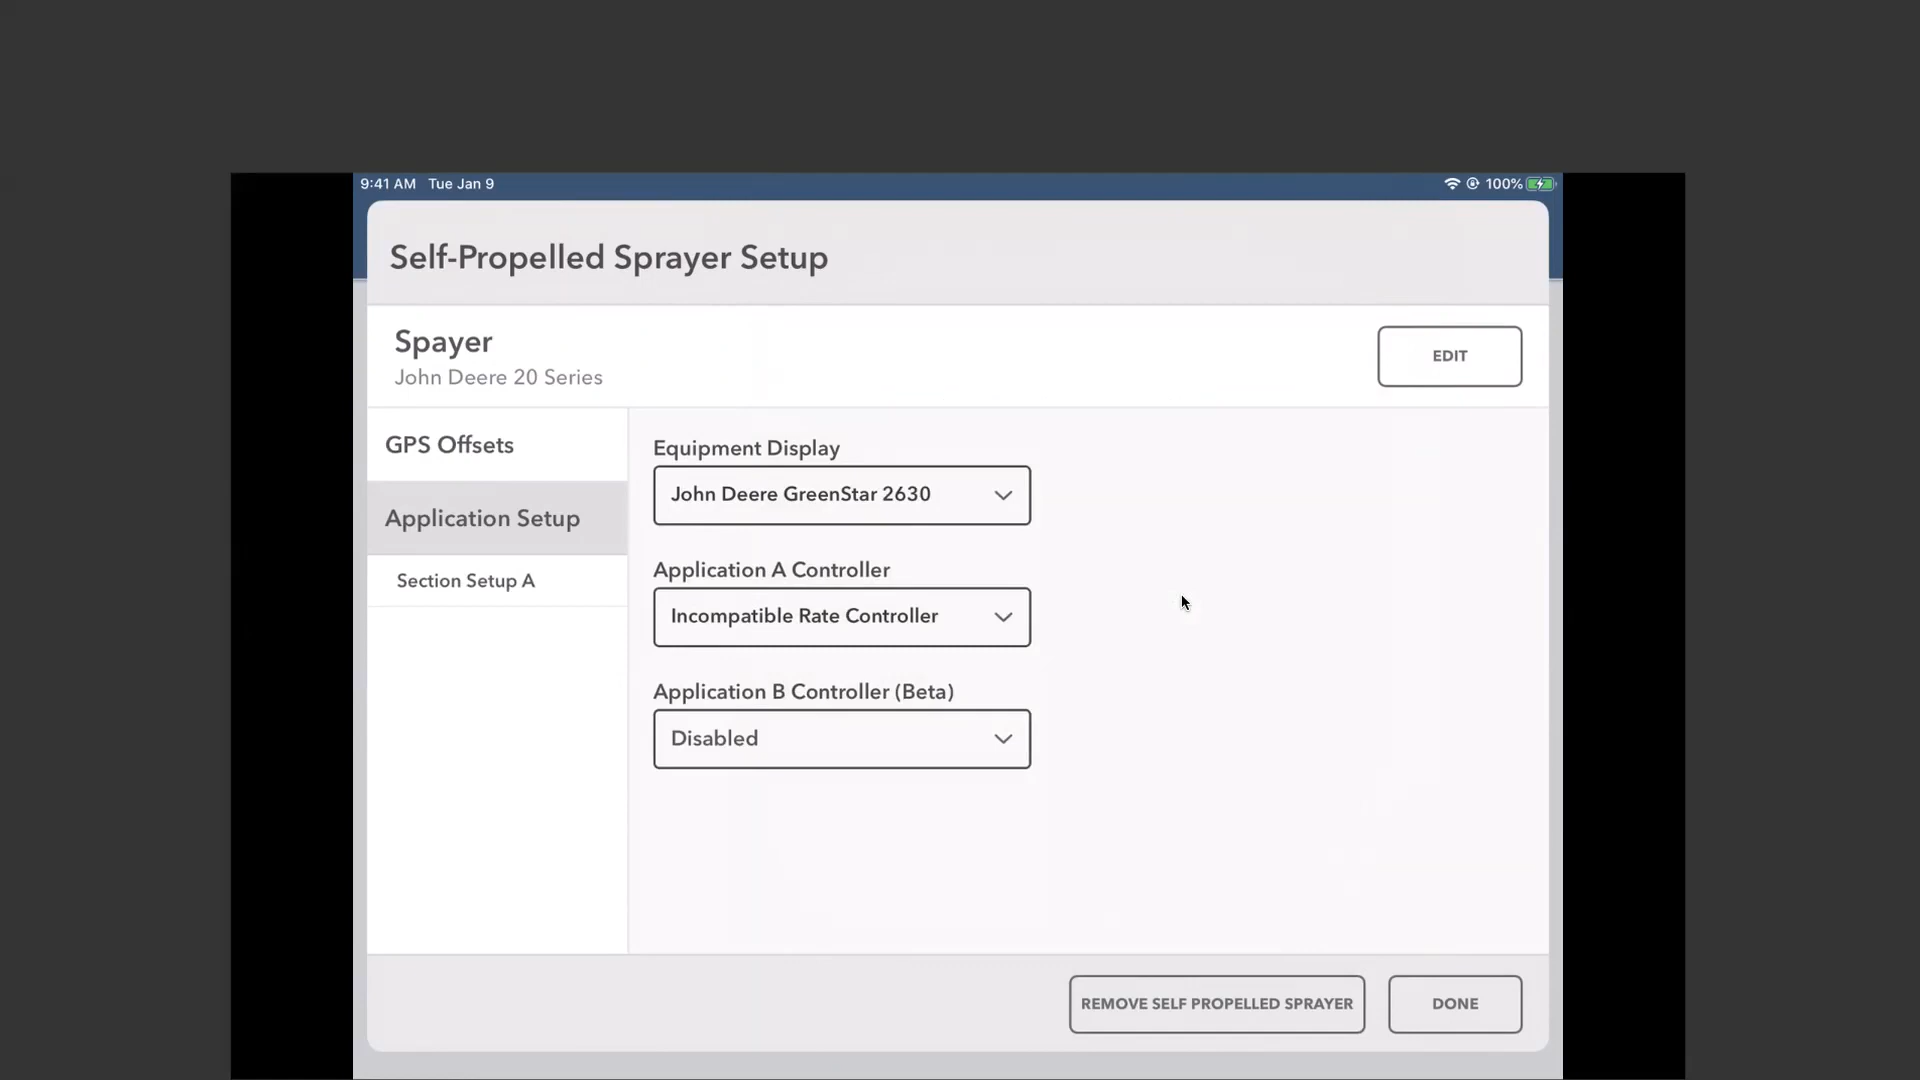 9:41 AM Tue Jan 9
100%
Self-Propelled Sprayer Setup
Spayer
John Deere 20 Series
EDIT
GPS Offsets
Application Setup
Section Setup A
Equipment Display
John Deere GreenStar 2630
Application A Controller
Incompatible Rate Controller
Application B Controller (Beta)
Disabled
REMOVE SELF PROPELLED SPRAYER
DONE